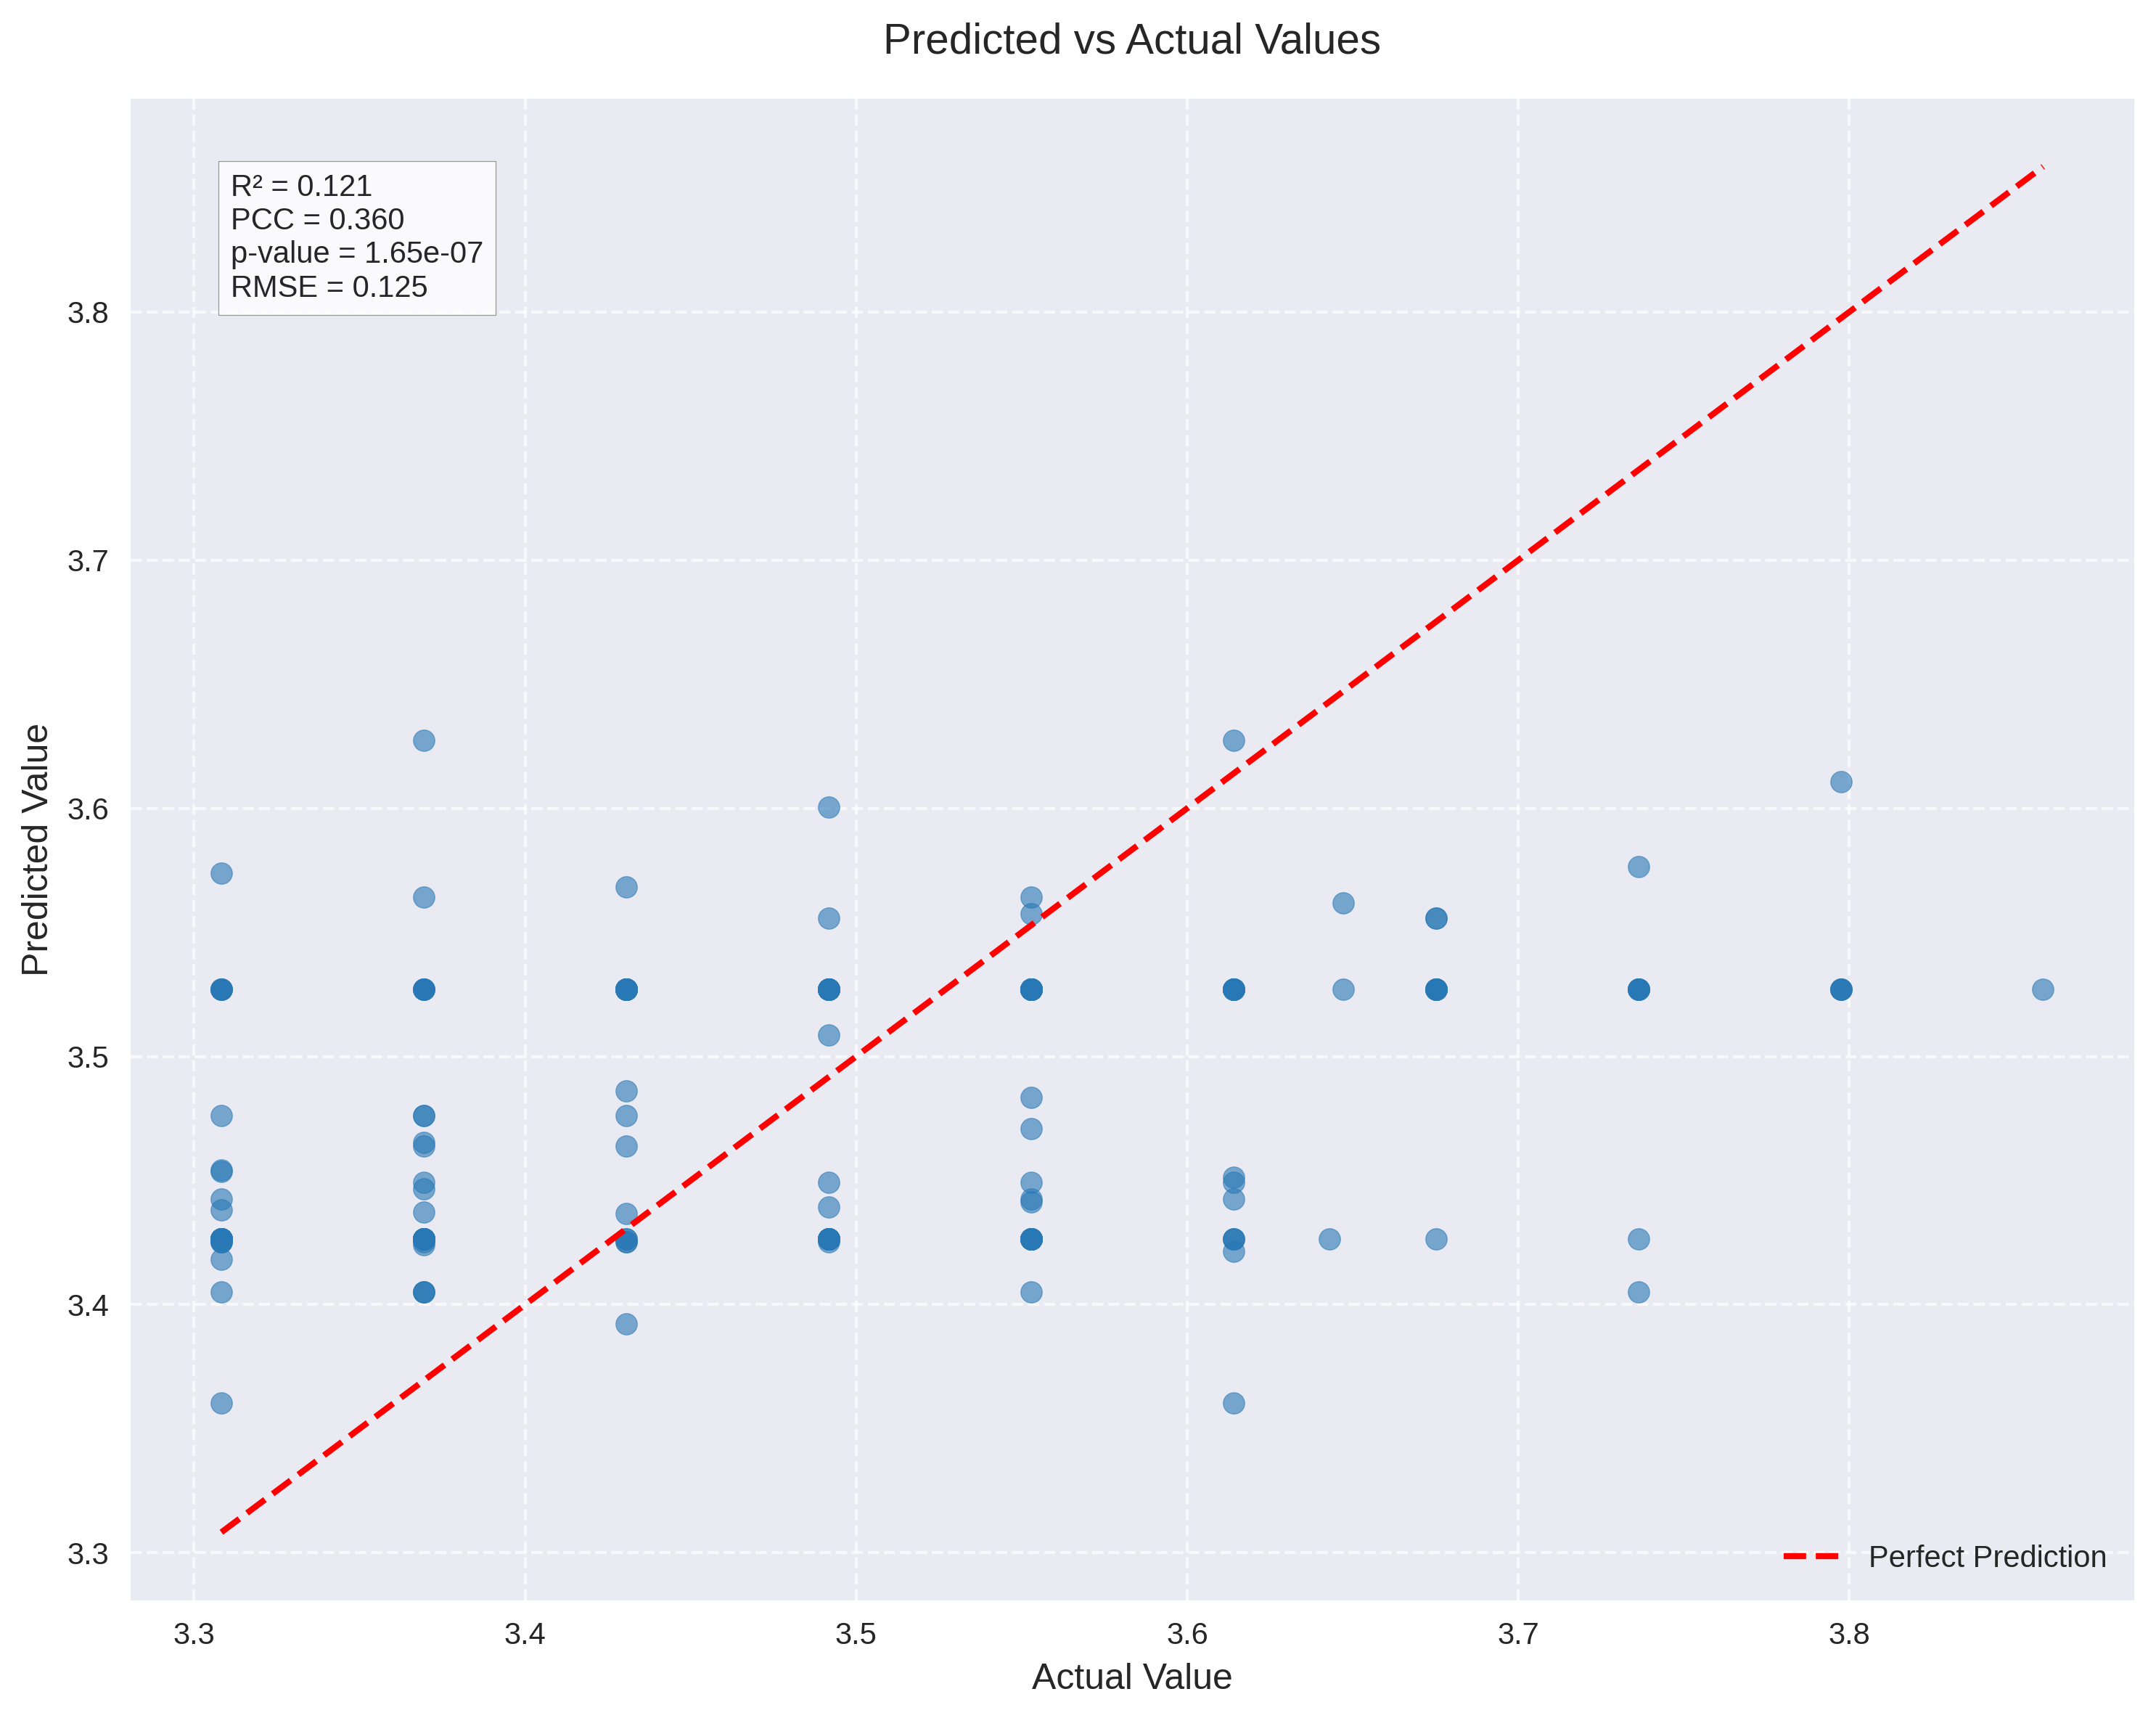 Predicted vs Actual Values
R² = 0.121
PCC = 0.360
p-value = 1.65e-07
RMSE = 0.125
3.8
3.7
3.6
3.5
3.4
3.3
Predicted Value
Perfect Prediction
3.3 3.4 3.5 3.6 3.7 3.8
Actual Value